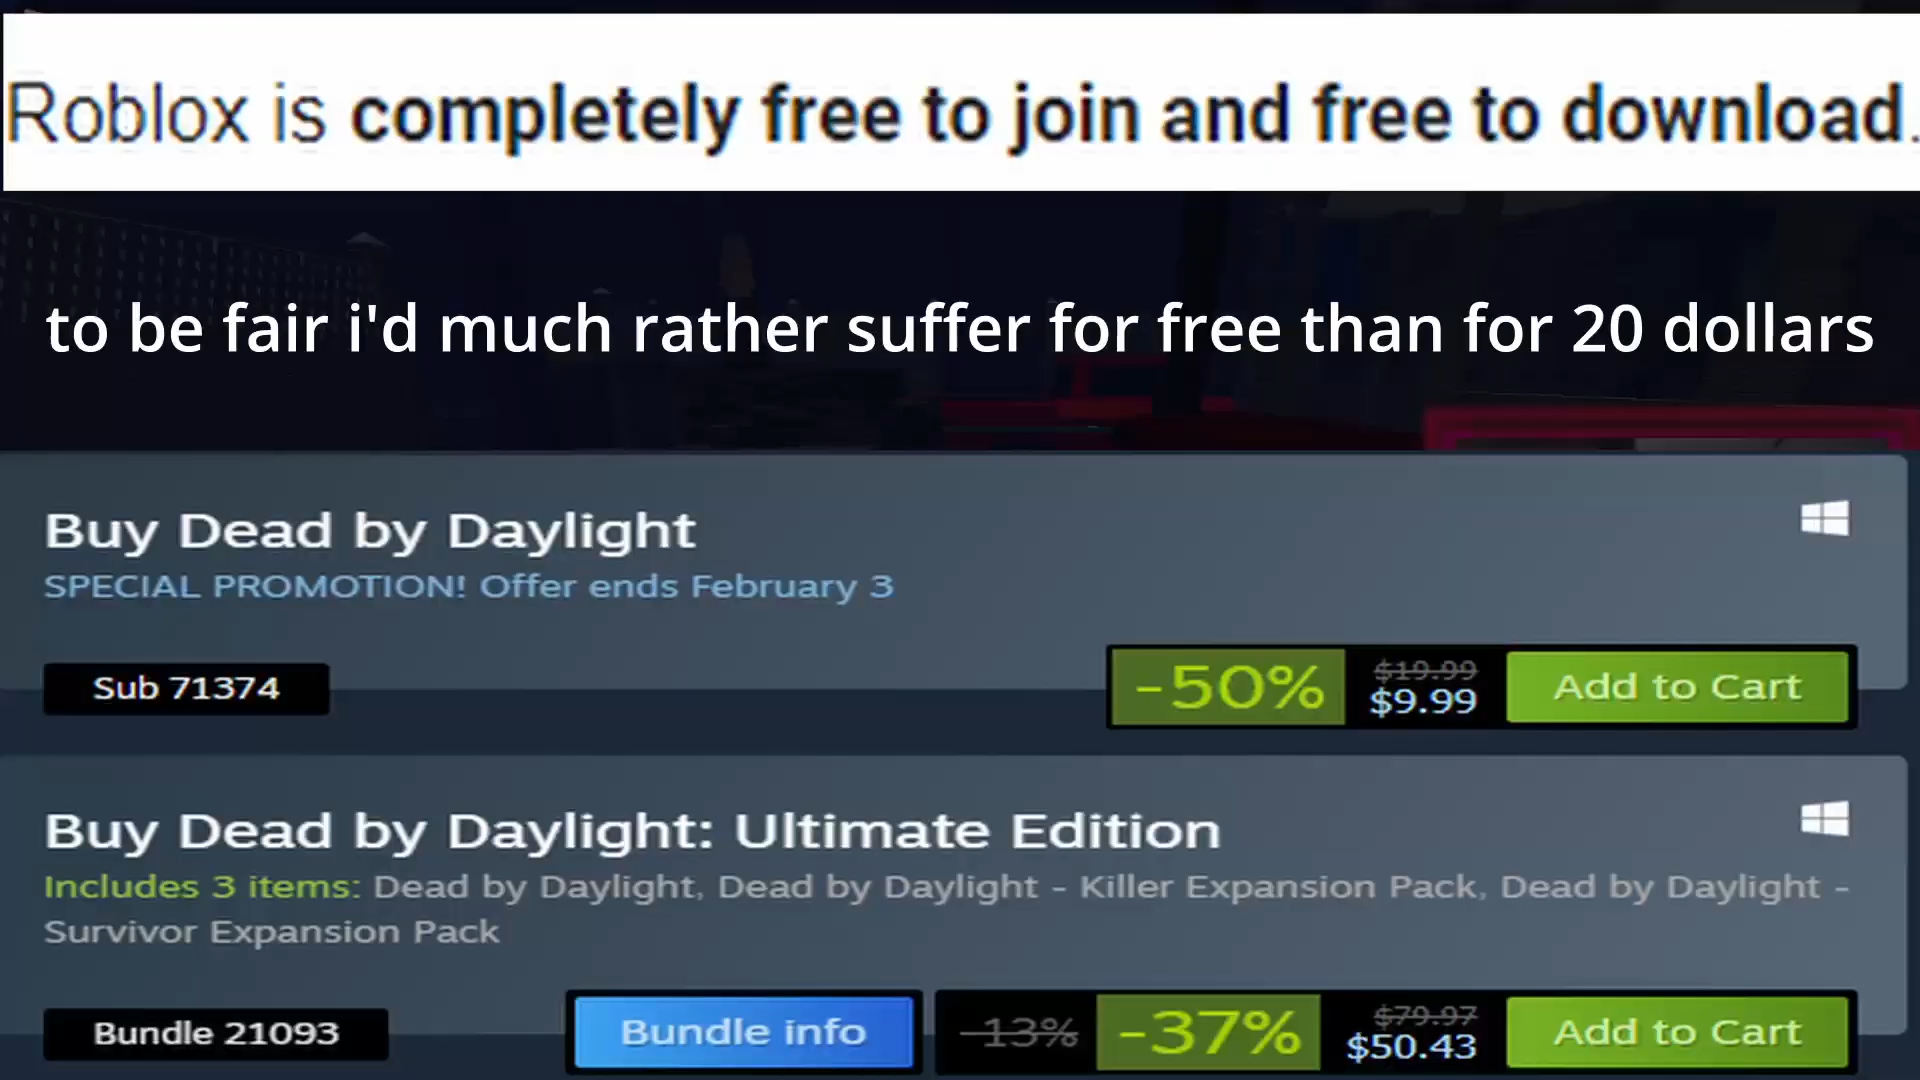 Roblox is completely free to join and free to download.
to be fair i'd much rather suffer for free than for 20 dollars
Buy Dead by Daylight
SPECIAL PROMOTION! Offer ends February 3
Sub 71374
-50%
$19.99
$9.99
Add to Cart
Buy Dead by Daylight: Ultimate Edition
Includes 3 items: Dead by Daylight, Dead by Daylight - Killer Expansion Pack, Dead by Daylight -
Survivor Expansion Pack
Bundle 21093
Bundle info
-13%
-37%
$79.97
$50.43
Add to Cart